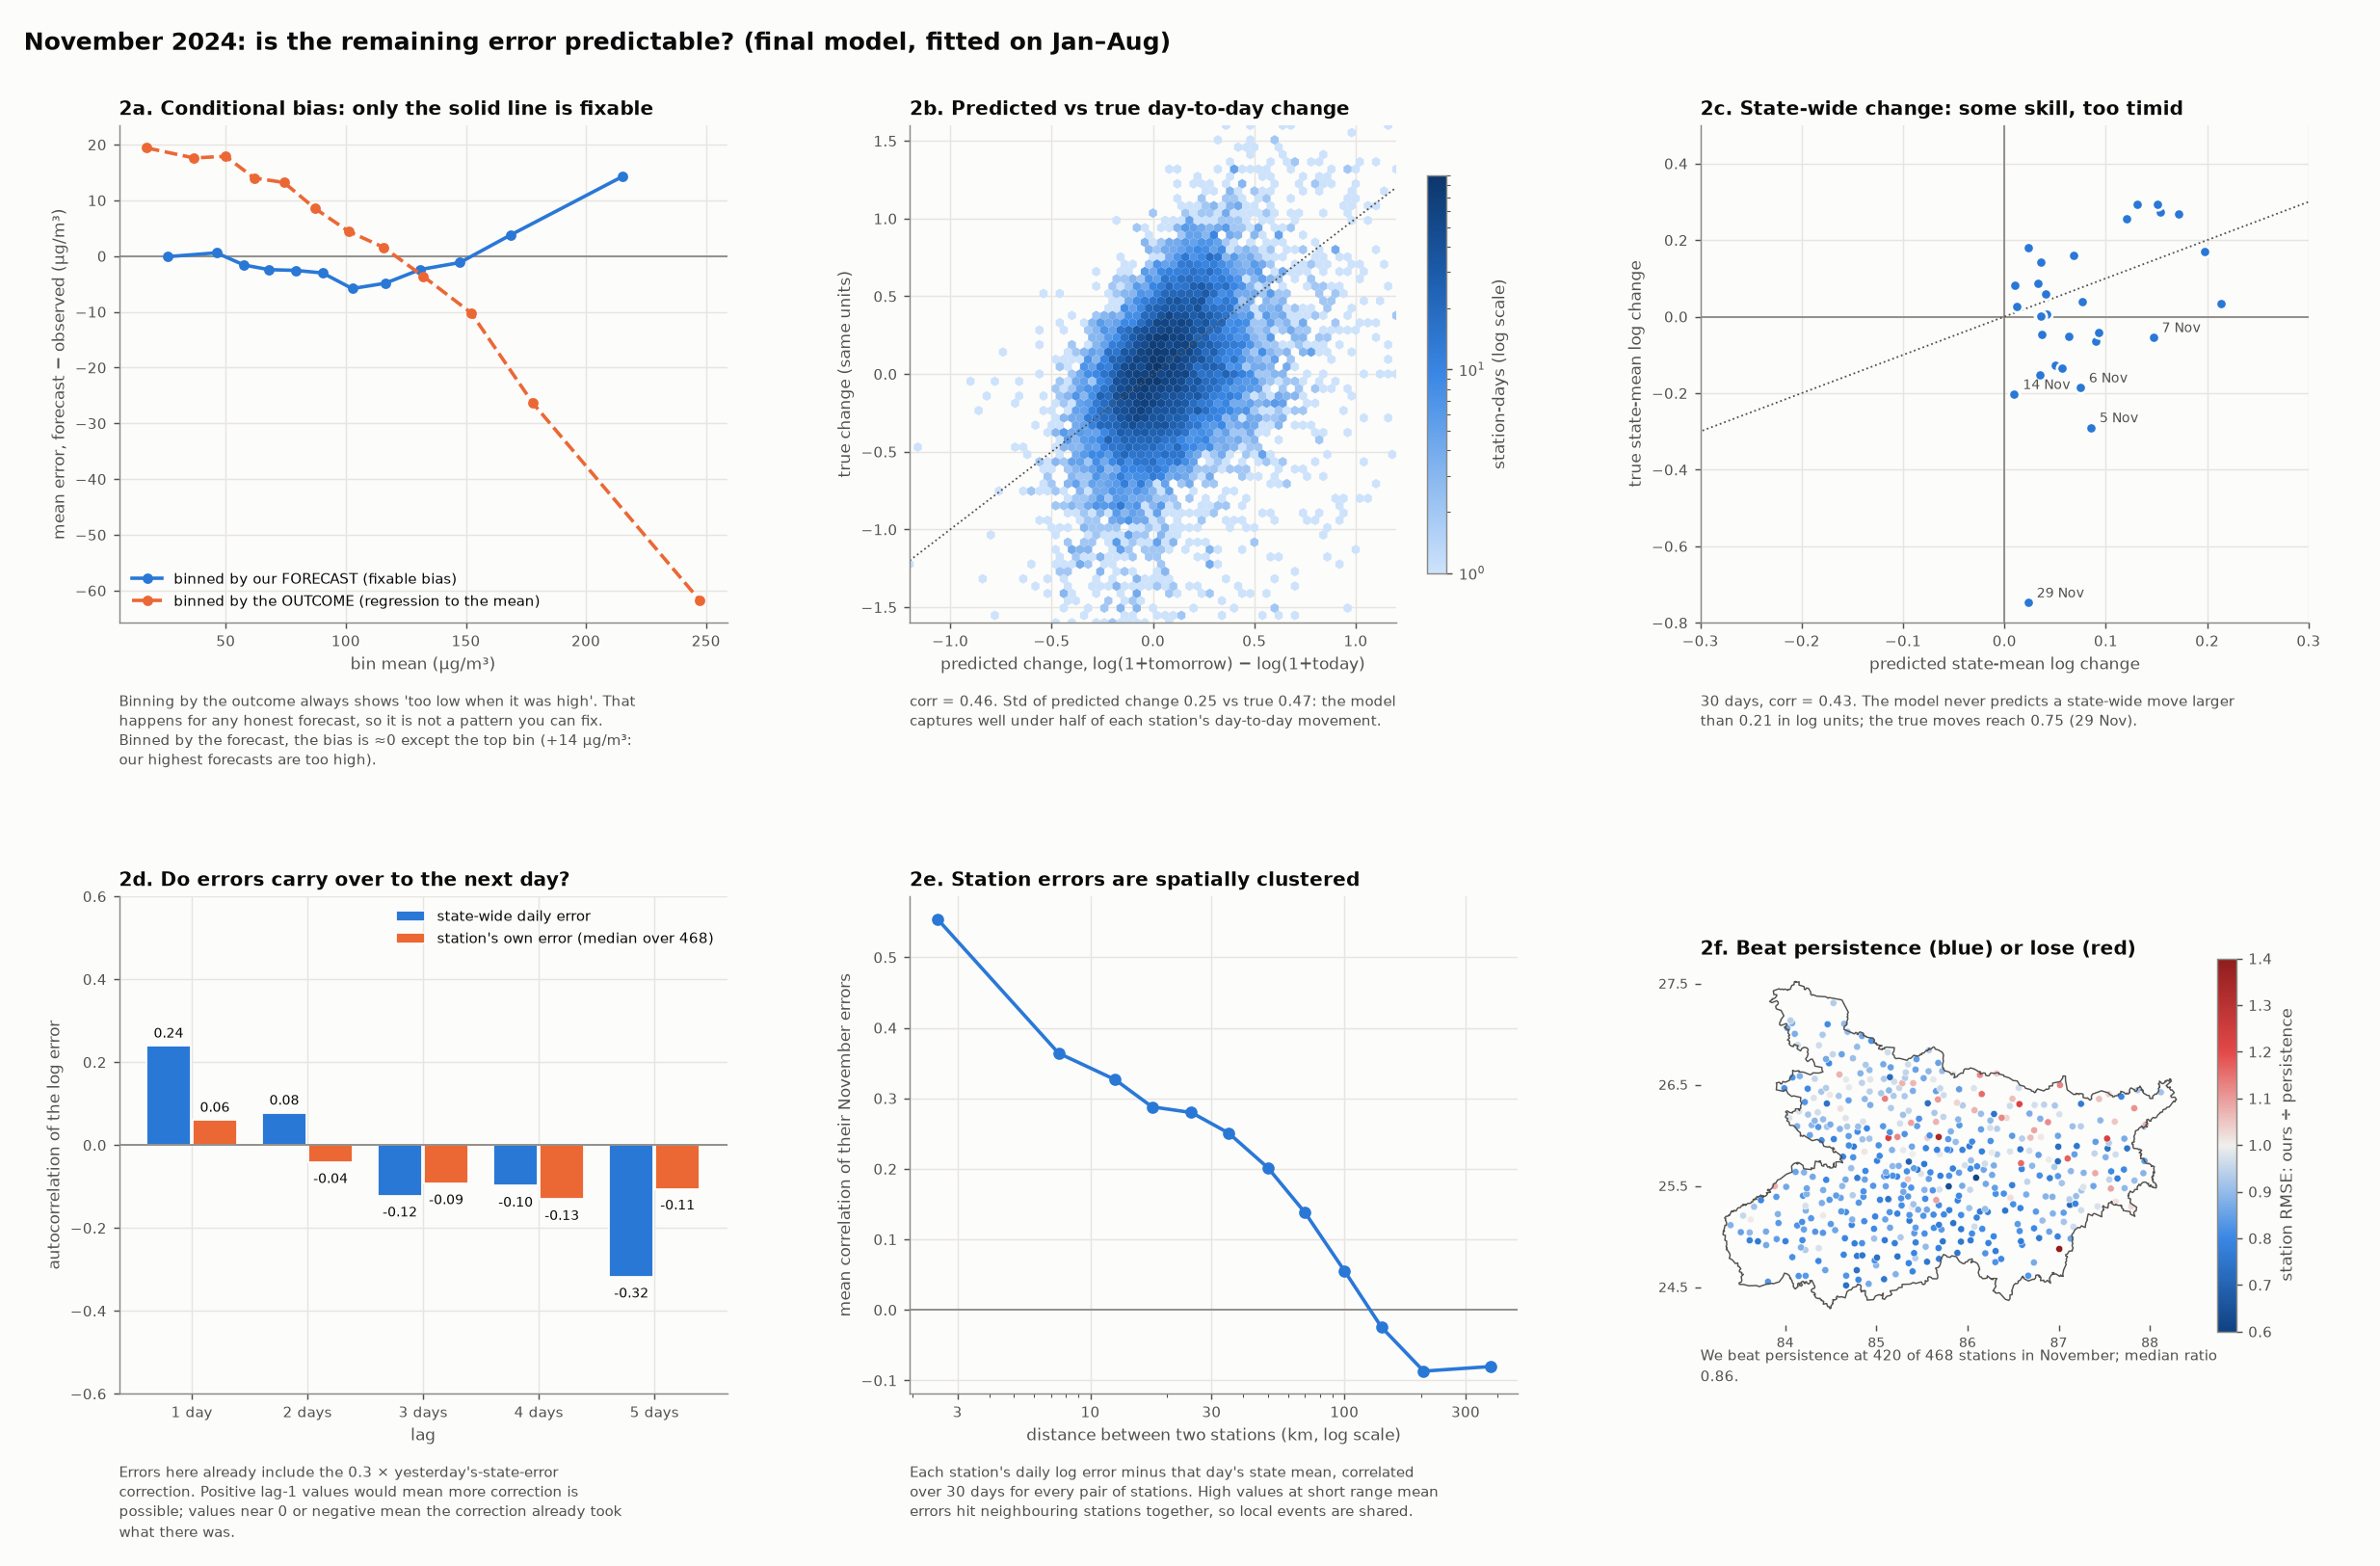 November 2024: is the remaining error predictable? (final model, fitted on Jan–Aug)
2a. Conditional bias: only the solid line is fixable
20
10
0
−10
−20
−30
−40
−50
−60
mean error, forecast − observed (µg/m³)
binned by our FORECAST (fixable bias)
binned by the OUTCOME (regression to the mean)
50 100 150 200 250
bin mean (µg/m³)
Binning by the outcome always shows 'too low when it was high'. That
happens for any honest forecast, so it is not a pattern you can fix.
Binned by the forecast, the bias is ≈0 except the top bin (+14 µg/m³:
our highest forecasts are too high).
2b. Predicted vs true day-to-day change
1.5
1.0
0.5
0.0
−0.5
−1.0
−1.5
true change (same units)
−1.0 −0.5 0.0 0.5 1.0
predicted change, log(1+tomorrow) − log(1+today)
10¹
10⁰
station-days (log scale)
corr = 0.46. Std of predicted change 0.25 vs true 0.47: the model
captures well under half of each station's day-to-day movement.
2c. State-wide change: some skill, too timid
0.4
0.2
0.0
−0.2
−0.4
−0.6
−0.8
true state-mean log change
7 Nov
6 Nov
14 Nov
5 Nov
29 Nov
−0.3 −0.2 −0.1 0.0 0.1 0.2 0.3
predicted state-mean log change
30 days, corr = 0.43. The model never predicts a state-wide move larger
than 0.21 in log units; the true moves reach 0.75 (29 Nov).
2d. Do errors carry over to the next day?
0.6
0.4
0.2
0.0
−0.2
−0.4
−0.6
autocorrelation of the log error
state-wide daily error
station's own error (median over 468)
0.24
0.06
0.08
-0.04
-0.12
-0.09
-0.10
-0.13
-0.32
-0.11
1 day 2 days 3 days 4 days 5 days
lag
Errors here already include the 0.3 × yesterday's-state-error
correction. Positive lag-1 values would mean more correction is
possible; values near 0 or negative mean the correction already took
what there was.
2e. Station errors are spatially clustered
0.5
0.4
0.3
0.2
0.1
0.0
−0.1
mean correlation of their November errors
3 10 30 100 300
distance between two stations (km, log scale)
Each station's daily log error minus that day's state mean, correlated
over 30 days for every pair of stations. High values at short range mean
errors hit neighbouring stations together, so local events are shared.
2f. Beat persistence (blue) or lose (red)
27.5
26.5
25.5
24.5
84 85 86 87 88
1.4
1.3
1.2
1.1
1.0
0.9
0.8
0.7
0.6
station RMSE: ours ÷ persistence
We beat persistence at 420 of 468 stations in November; median ratio
0.86.